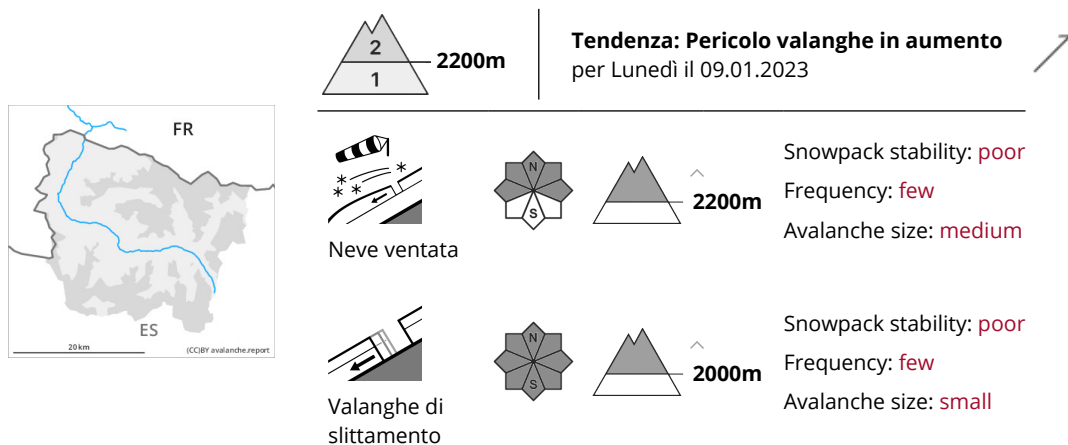 2
1
2200m
Tendenza: Pericolo valanghe in aumento
per Lunedì il 09.01.2023
FR
ES
20 km
(CC)BY avalanche.report
N
S
2200m
Neve ventata
Snowpack stability: poor
Frequency: few
Avalanche size: medium
N
S
2000m
Valanghe di
slittamento
Snowpack stability: poor
Frequency: few
Avalanche size: small